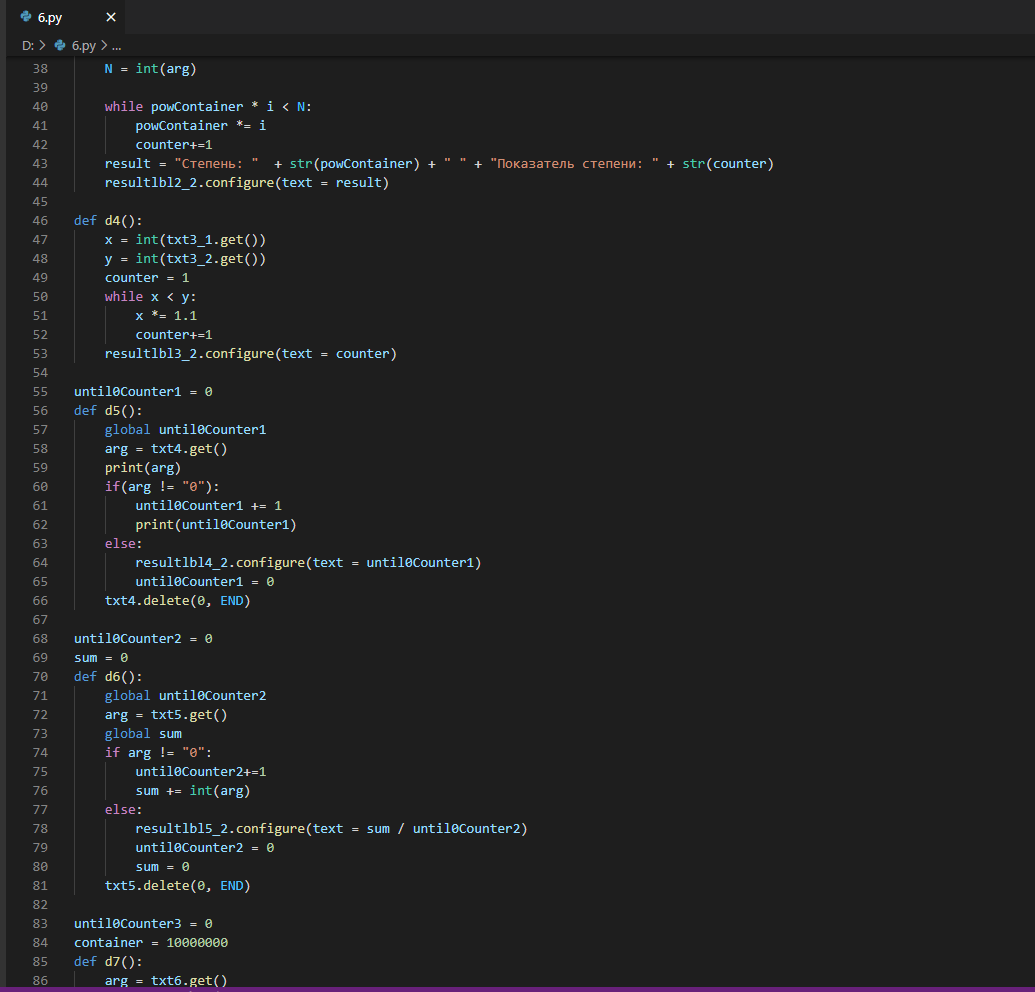 6.py
D: > 6.py > ...
38 N = int(arg)
39
40 while powContainer * i < N:
41 powContainer *= i
42 counter+=1
43 result = "Степень: "  + str(powContainer) + " " + "Показатель степени: " + str(counter)
44 resultlbl2_2.configure(text = result)
45
46 def d4():
47 x = int(txt3_1.get())
48 y = int(txt3_2.get())
49 counter = 1
50 while x < y:
51 x *= 1.1
52 counter+=1
53 resultlbl3_2.configure(text = counter)
54
55 until0Counter1 = 0
56 def d5():
57 global until0Counter1
58 arg = txt4.get()
59 print(arg)
60 if(arg != "0"):
61 until0Counter1 += 1
62 print(until0Counter1)
63 else:
64 resultlbl4_2.configure(text = until0Counter1)
65 until0Counter1 = 0
66 txt4.delete(0, END)
67
68 until0Counter2 = 0
69 sum = 0
70 def d6():
71 global until0Counter2
72 arg = txt5.get()
73 global sum
74 if arg != "0":
75 until0Counter2+=1
76 sum += int(arg)
77 else:
78 resultlbl5_2.configure(text = sum / until0Counter2)
79 until0Counter2 = 0
80 sum = 0
81 txt5.delete(0, END)
82
83 until0Counter3 = 0
84 container = 10000000
85 def d7():
86 arg = txt6.get()